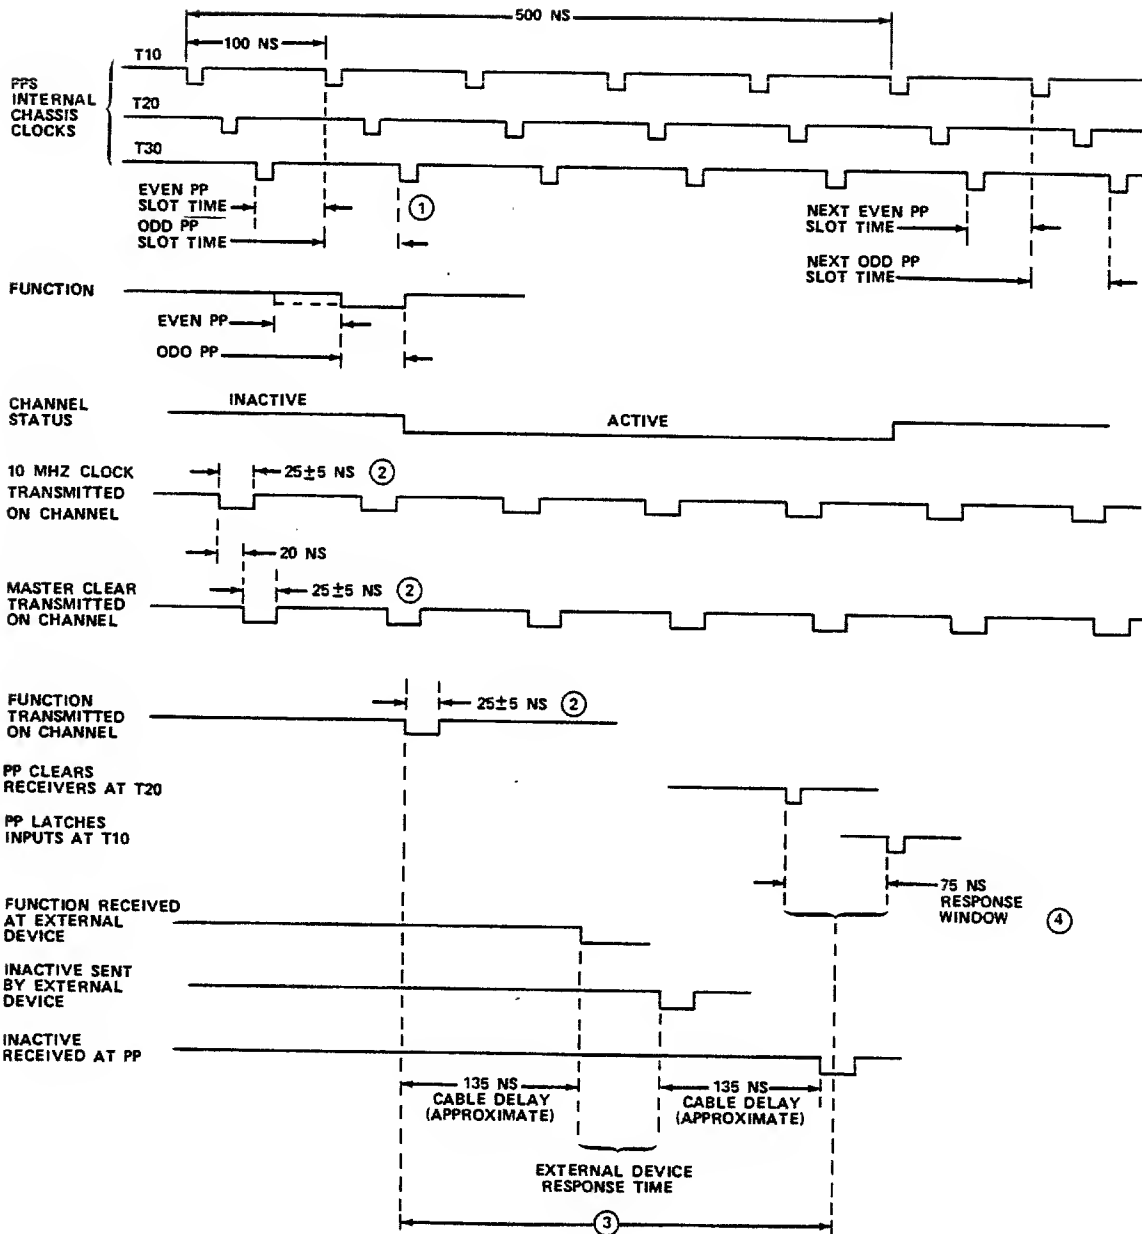 500 NS
100 NS
T10
PPS
INTERNAL
CHASSIS
CLOCKS
T20
T30
EVEN PP
SLOT TIME
ODD PP
SLOT TIME
1
NEXT EVEN PP
SLOT TIME
NEXT ODD PP
SLOT TIME
FUNCTION
EVEN PP
ODO PP
CHANNEL
STATUS
INACTIVE
ACTIVE
10 MHZ CLOCK
TRANSMITTED
ON CHANNEL
25±5 NS 2
20 NS
MASTER CLEAR
TRANSMITTED
ON CHANNEL
25±5 NS 2
FUNCTION
TRANSMITTED
ON CHANNEL
25±5 NS 2
PP CLEARS
RECEIVERS AT T20
PP LATCHES
INPUTS AT T10
75 NS
RESPONSE
WINDOW 4
FUNCTION RECEIVED
AT EXTERNAL
DEVICE
INACTIVE SENT
BY EXTERNAL
DEVICE
INACTIVE
RECEIVED AT PP
135 NS
CABLE DELAY
(APPROXIMATE)
135 NS
CABLE DELAY
(APPROXIMATE)
EXTERNAL DEVICE
RESPONSE TIME
3